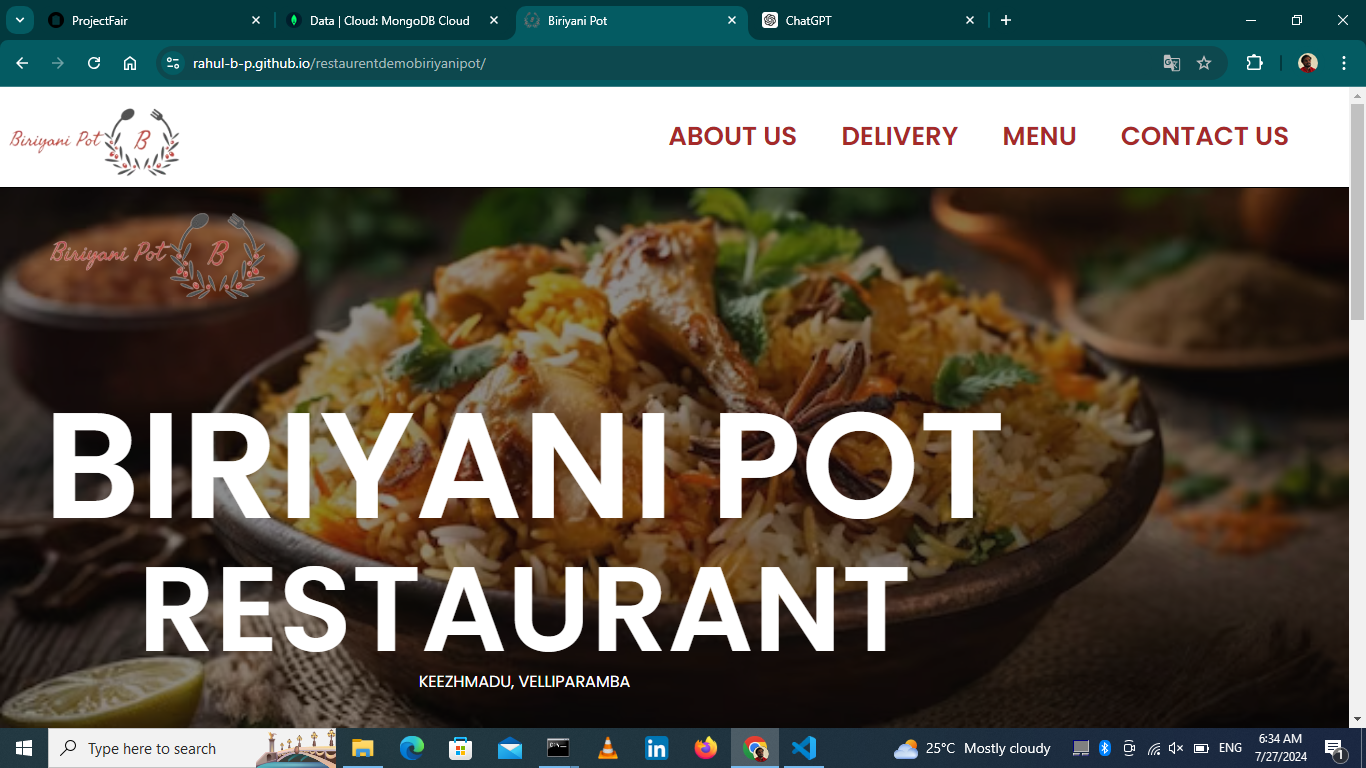 ProjectFair
Data | Cloud: MongoDB Cloud
Biriyani Pot
ChatGPT
rahul-b-p.github.io/restaurentdemobiriyanipot/
Biriyani Pot B
ABOUT US DELIVERY MENU CONTACT US
Biriyani Pot B
BIRIYANI POT
RESTAURANT
KEEZHMADU, VELLIPARAMBA
Type here to search
25°C Mostly cloudy
ENG
6:34 AM
7/27/2024
1